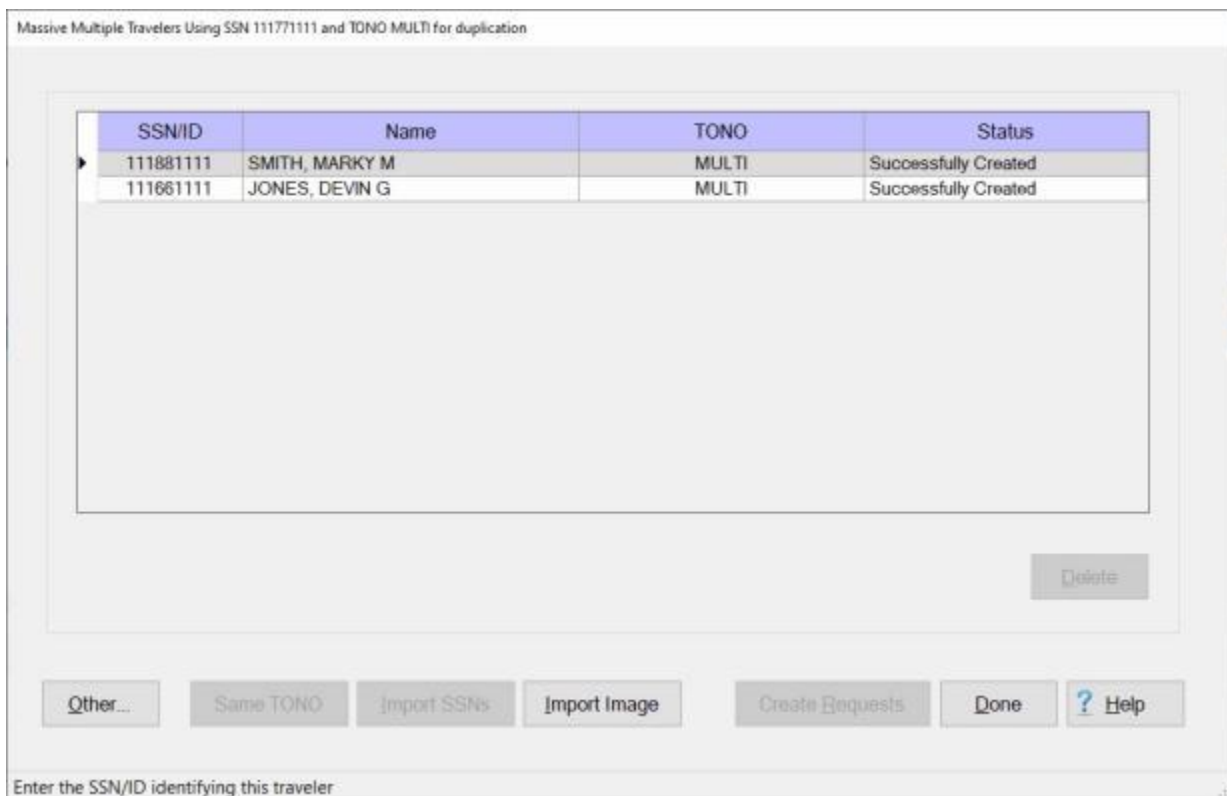 Massive Multiple Travelers Using SSN 111771111 and TONO MULTI for duplication
SSN/ID Name TONO Status
111881111 SMITH, MARKY M MULTI Successfully Created
111661111 JONES, DEVIN G MULTI Successfully Created
Delete
Other... Same TONO Import SSNs Import Image Create Requests Done ? Help
Enter the SSN/ID identifying this traveler